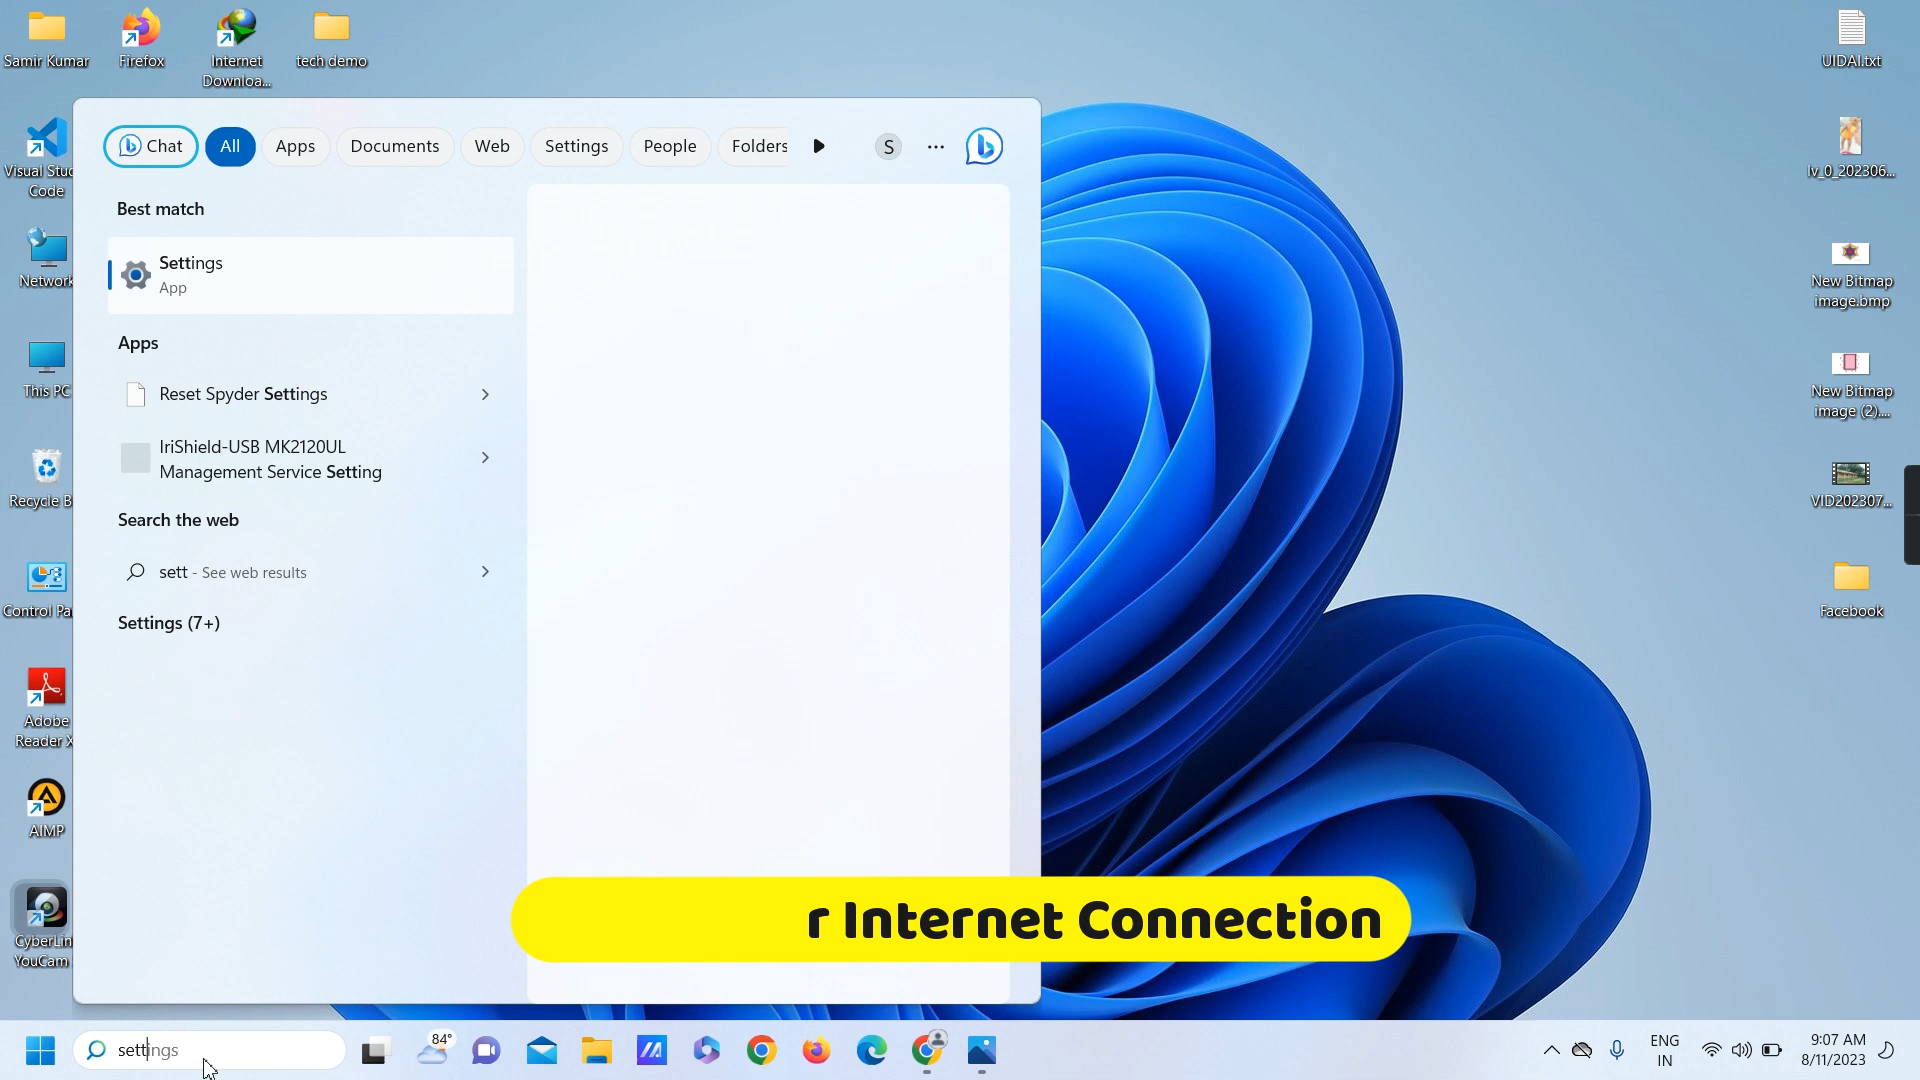 Samir Kumar
Firefox
Internet
Downloa...
tech demo
UIDAI.txt
Visual Stud
Code
lv_0_202306...
Network
New Bitmap
image.bmp
This PC
New Bitmap
image (2)....
Recycle B
VID202307...
Control Pa
Facebook
Adobe
Reader X
AIMP
CyberLin
YouCam
Chat
All
Apps
Documents
Web
Settings
People
Folders
S
Best match
Settings
App
Apps
Reset Spyder Settings
IriShield-USB MK2120UL
Management Service Setting
Search the web
sett - See web results
Settings (7+)
r Internet Connection
settings
84°
ENG
IN
9:07 AM
8/11/2023